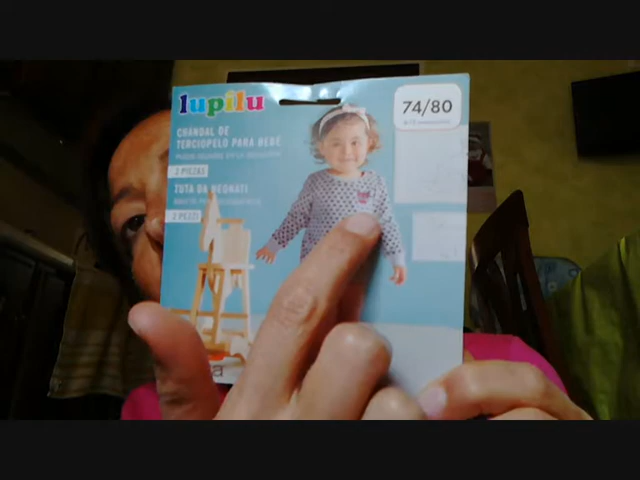 lupilu
74/80
CHÁNDAL DE
TERCIOPELO PARA BEBÉ
2 PIEZAS
TUTA DA NEONATI
2 PEZZI